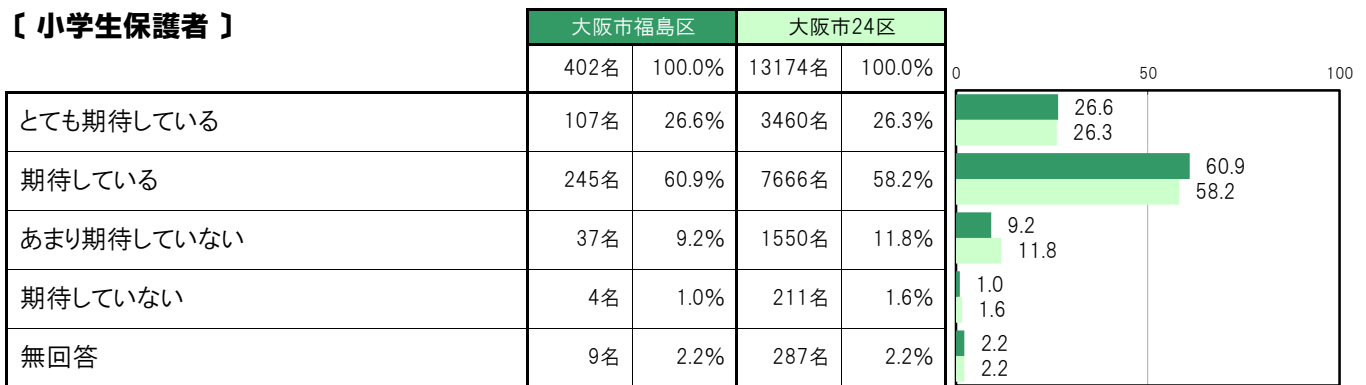 〔 小学生保護者 〕
大阪市福島区 大阪市24区
402名 100.0% 13174名 100.0% 0 50 100
とても期待している 107名 26.6% 3460名 26.3% 26.6
26.3
期待している 245名 60.9% 7666名 58.2% 60.9
58.2
あまり期待していない 37名 9.2% 1550名 11.8% 9.2
11.8
期待していない 4名 1.0% 211名 1.6% 1.0
1.6
無回答 9名 2.2% 287名 2.2% 2.2
2.2